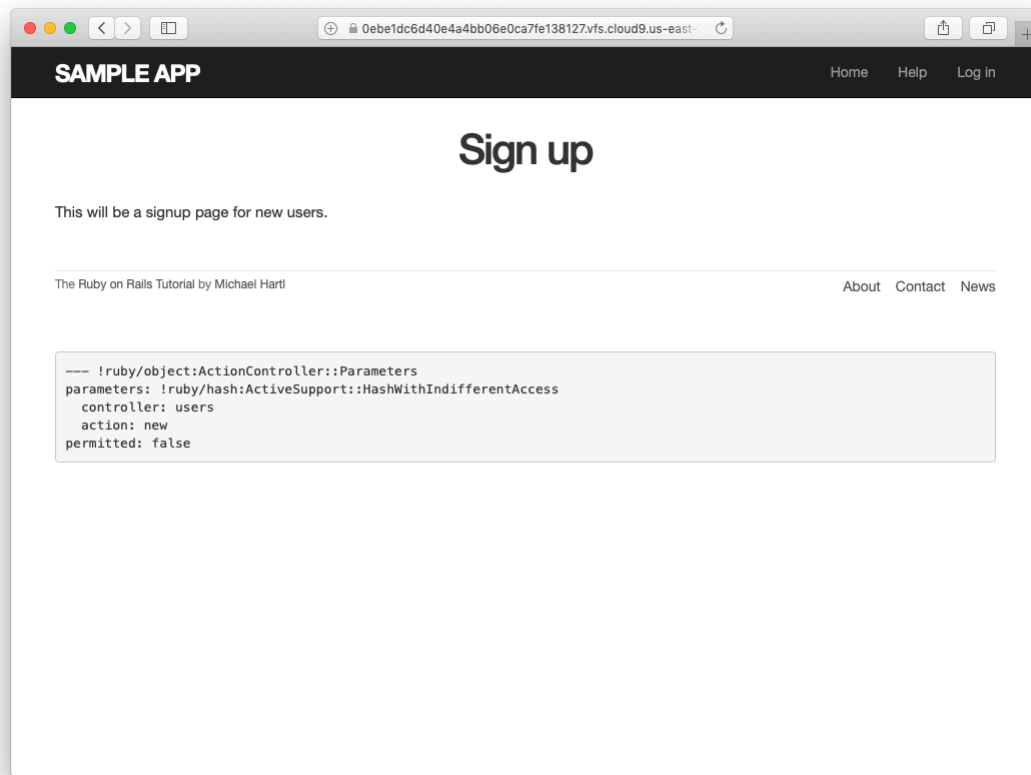 0ebe1dc6d40e4a4bb06e0ca7fe138127.vfs.cloud9.us-east-
SAMPLE APP
Home Help Log in
Sign up
This will be a signup page for new users.
The Ruby on Rails Tutorial by Michael Hartl
About Contact News
--- !ruby/object:ActionController::Parameters
parameters: !ruby/hash:ActiveSupport::HashWithIndifferentAccess
  controller: users
  action: new
permitted: false